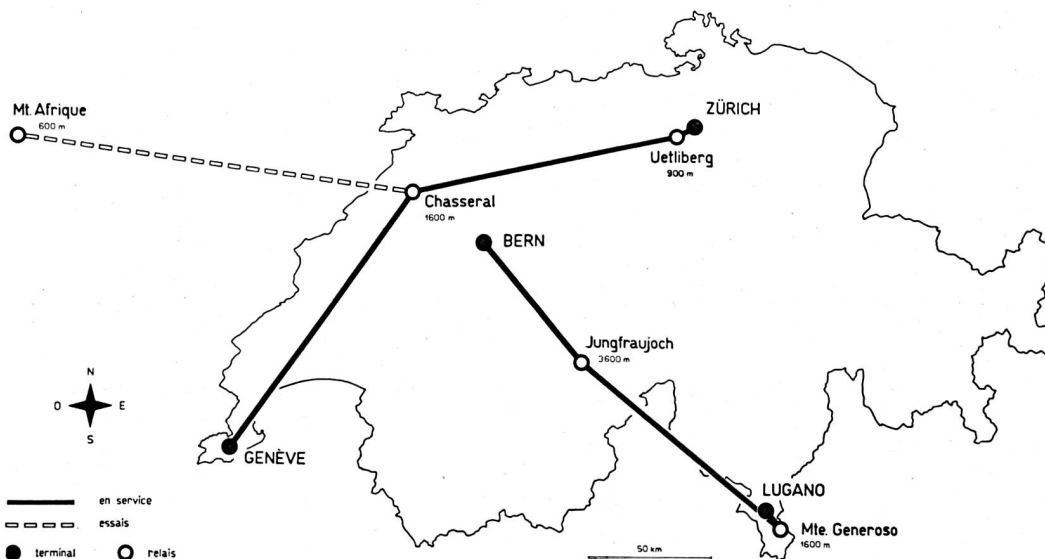 Mt. Afrique
600 m
ZÜRICH
Uetliberg
900 m
Chasseral
1600 m
BERN
Jungfraujoch
3600 m
N
O E
S
GENÈVE
LUGANO
Mte. Generoso
1600 m
en service
essais
terminal relais
50 km